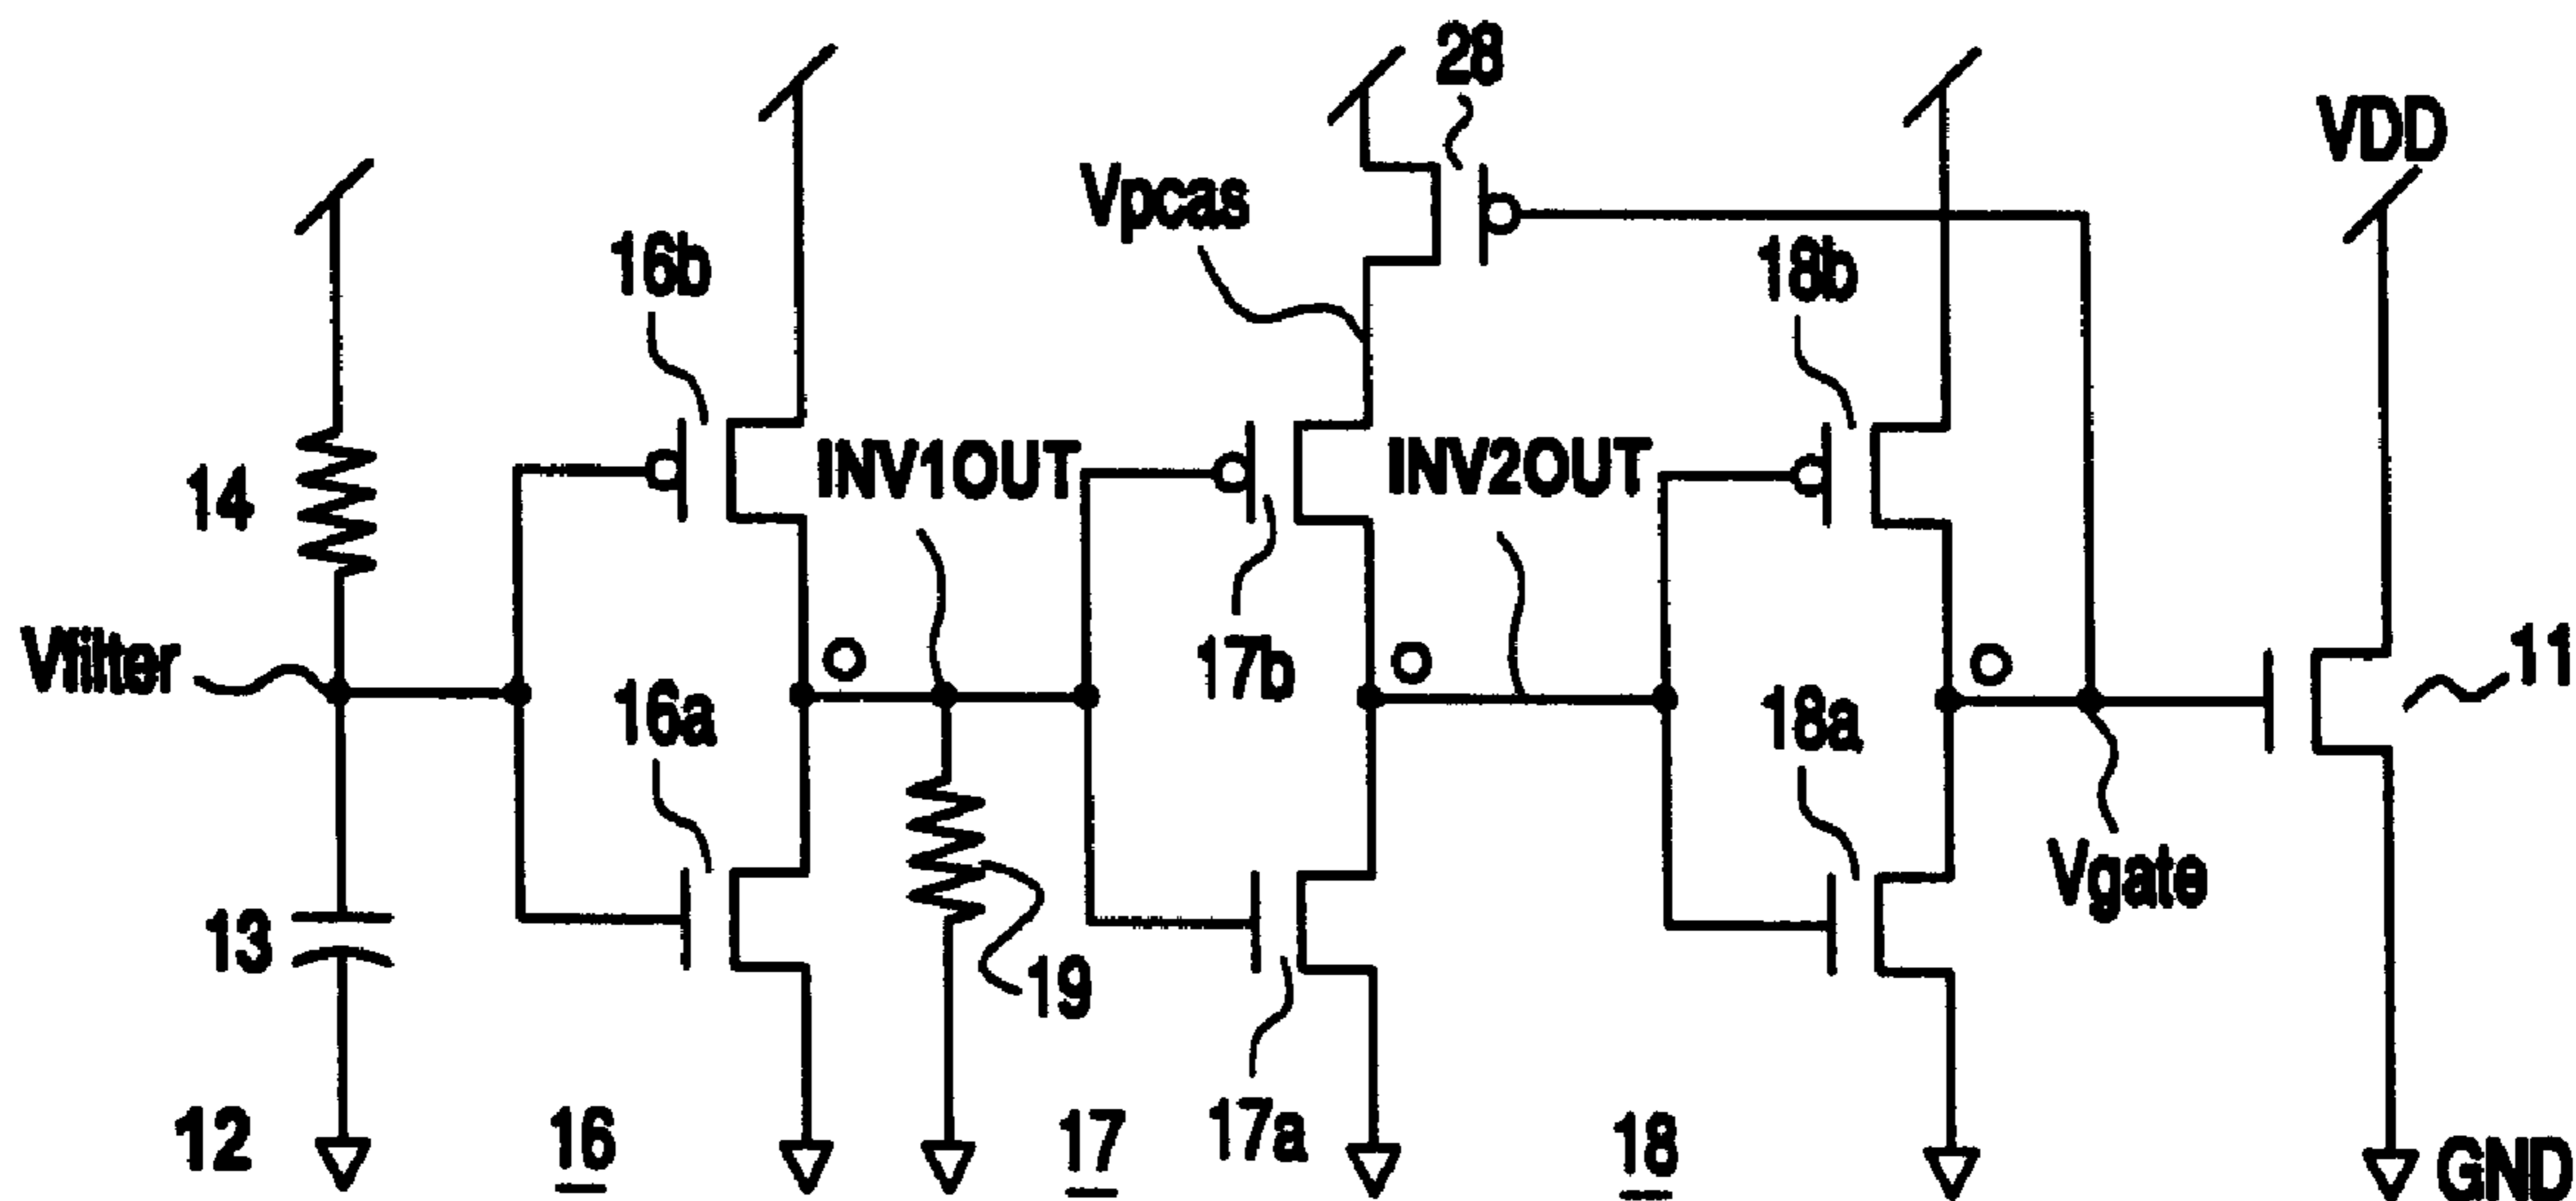 28
VDD
Vpcas
16b
18b
INV1OUT
INV2OUT
14
Vfilter
17b
11
16a
18a
Vgate
13
19
12
16
17
17a
18
GND